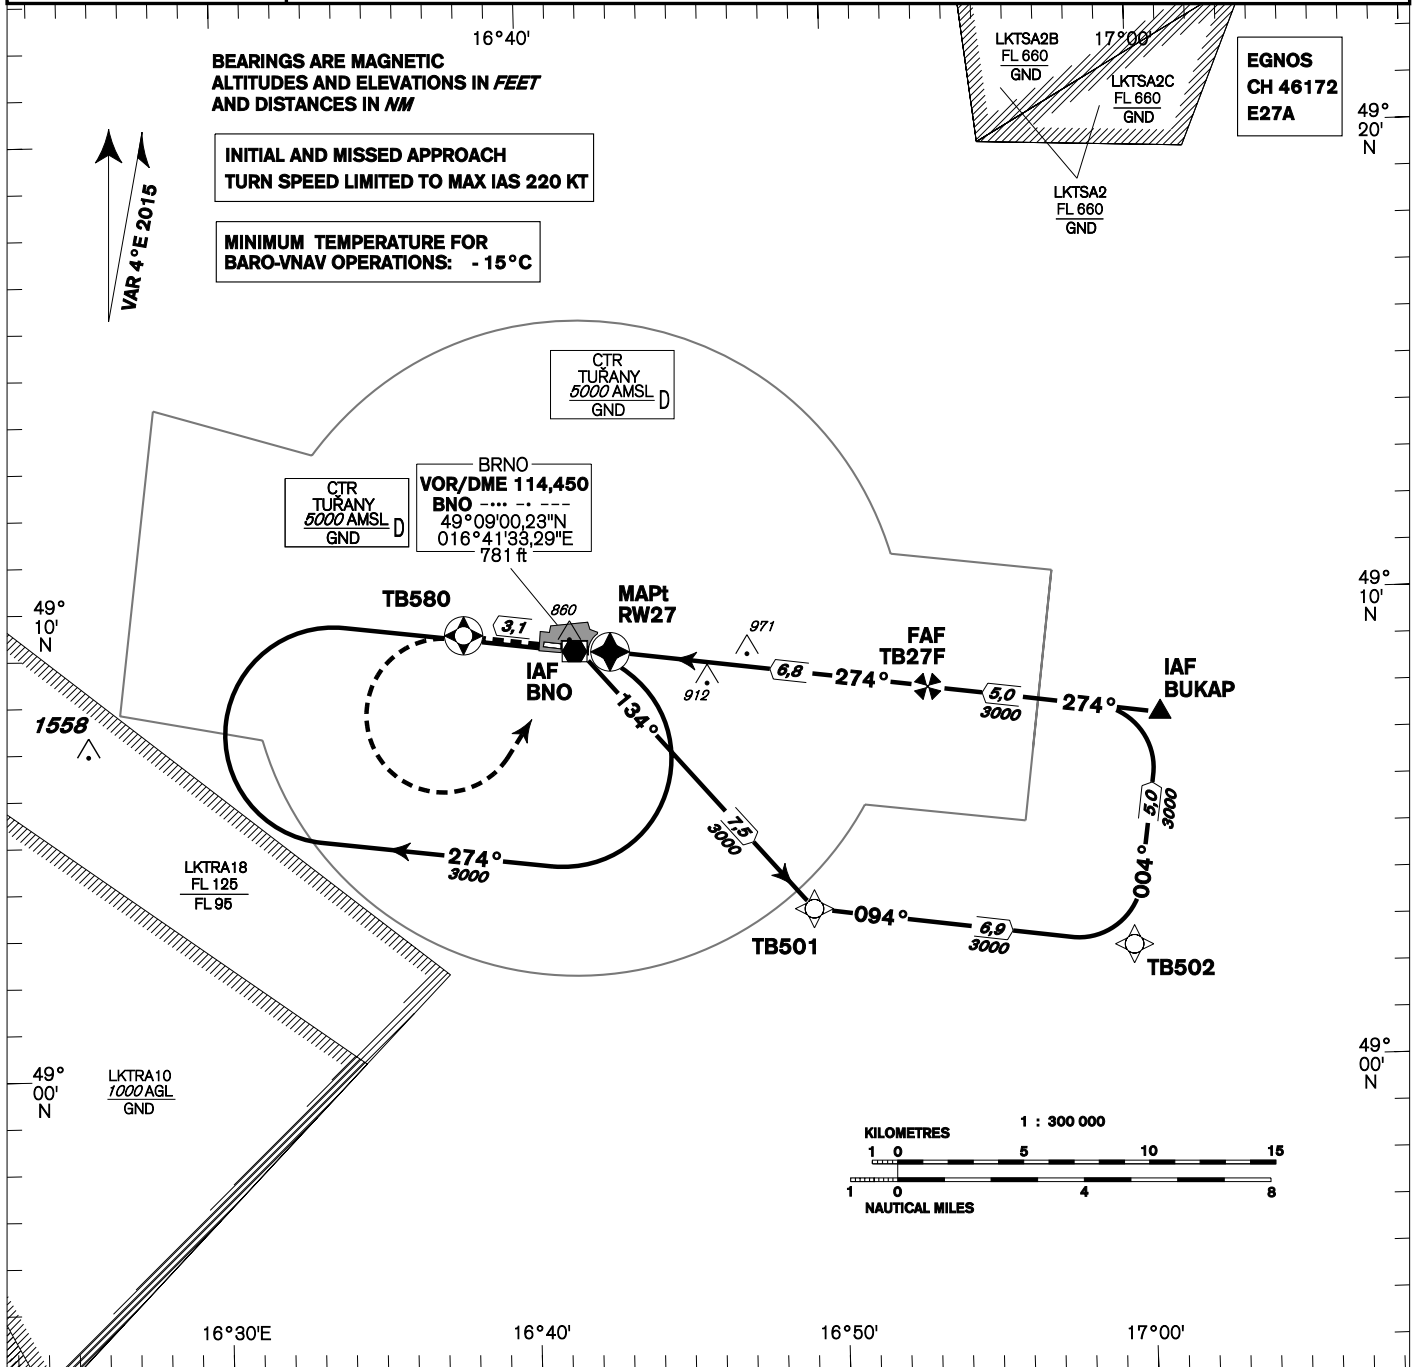 16°40'
17°00'
BEARINGS ARE MAGNETIC
ALTITUDES AND ELEVATIONS IN FEET
AND DISTANCES IN NM
LKTSA2B
FL 660
GND
LKTSA2C
FL 660
GND
EGNOS
CH 46172
E27A
49°
20'
N
INITIAL AND MISSED APPROACH
TURN SPEED LIMITED TO MAX IAS 220 KT
LKTSA2
FL 660
GND
VAR 4°E 2015
MINIMUM TEMPERATURE FOR
BARO-VNAV OPERATIONS: - 15°C
CTR
TUŘANY
5000 AMSL
GND
D
CTR
TUŘANY
5000 AMSL
GND
D
BRNO
VOR/DME 114,450
BNO -··· -· ---
49°09'00,23"N
016°41'33,29"E
781 ft
49°
10'
N
49°
10'
N
TB580
3,1
860
MAPt
RW27
971
912
6,8
274°
FAF
TB27F
5,0
3000
274°
IAF
BUKAP
IAF
BNO
134°
1558
7,5
3000
5,0
3000
004°
274°
3000
LKTRA18
FL 125
FL 95
094°
6,9
3000
TB501
TB502
49°
00'
N
49°
00'
N
LKTRA10
1000 AGL
GND
1 : 300 000
KILOMETRES
1 0 5 10 15
1 0 4 8
NAUTICAL MILES
16°30'E
16°40'
16°50'
17°00'